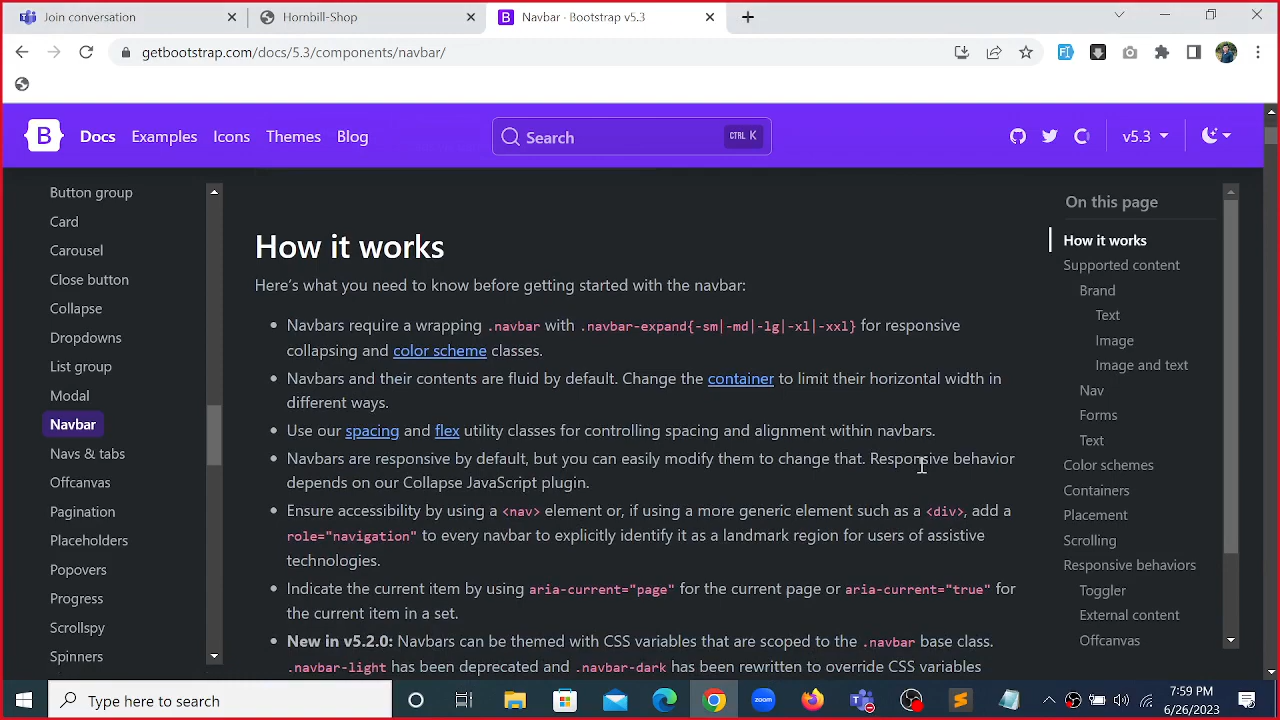 Join conversation
Hornbill-Shop
Navbar · Bootstrap v5.3
getbootstrap.com/docs/5.3/components/navbar/
B Docs Examples Icons Themes Blog
Search CTRL K
v5.3
Button group
Card
Carousel
Close button
Collapse
Dropdowns
List group
Modal
Navbar
Navs & tabs
Offcanvas
Pagination
Placeholders
Popovers
Progress
Scrollspy
Spinners
How it works
Here's what you need to know before getting started with the navbar:
• Navbars require a wrapping .navbar with .navbar-expand{-sm|-md|-lg|-xl|-xxl} for responsive
collapsing and color scheme classes.
• Navbars and their contents are fluid by default. Change the container to limit their horizontal width in
different ways.
• Use our spacing and flex utility classes for controlling spacing and alignment within navbars.
• Navbars are responsive by default, but you can easily modify them to change that. Responsive behavior
depends on our Collapse JavaScript plugin.
• Ensure accessibility by using a <nav> element or, if using a more generic element such as a <div>, add a
role="navigation" to every navbar to explicitly identify it as a landmark region for users of assistive
technologies.
• Indicate the current item by using aria-current="page" for the current page or aria-current="true" for
the current item in a set.
• New in v5.2.0: Navbars can be themed with CSS variables that are scoped to the .navbar base class.
.navbar-light has been deprecated and .navbar-dark has been rewritten to override CSS variables
On this page
How it works
Supported content
Brand
Text
Image
Image and text
Nav
Forms
Text
Color schemes
Containers
Placement
Scrolling
Responsive behaviors
Toggler
External content
Offcanvas
Type here to search
zoom
7:59 PM
6/26/2023